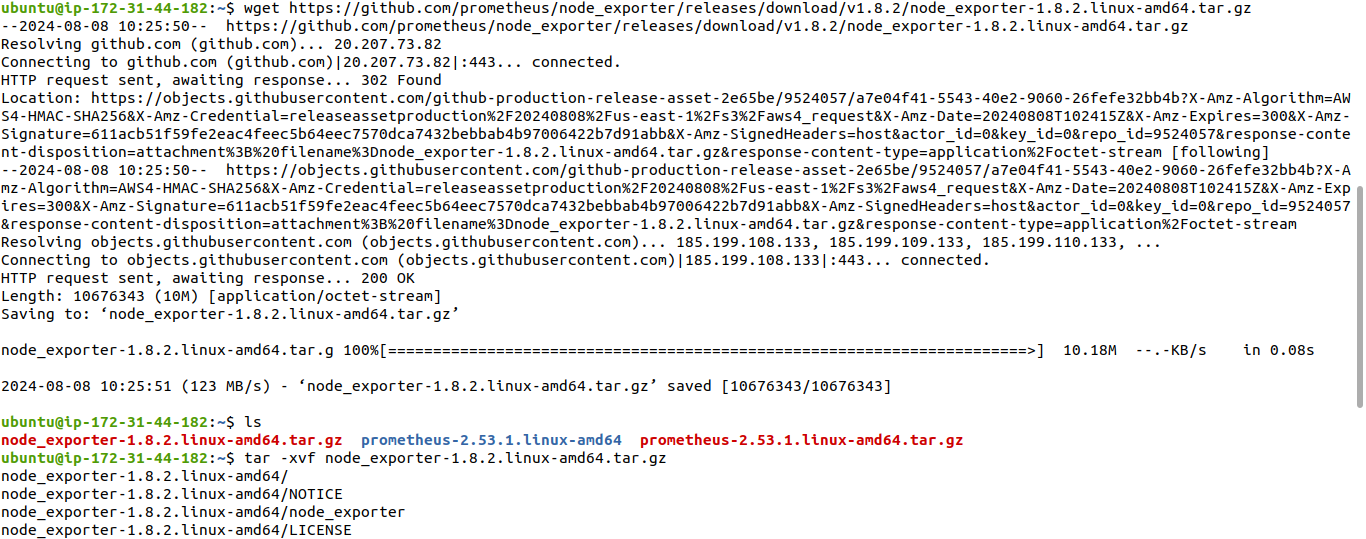 ubuntu@ip-172-31-44-182:~$ wget https://github.com/prometheus/node_exporter/releases/download/v1.8.2/node_exporter-1.8.2.linux-amd64.tar.gz
--2024-08-08 10:25:50--  https://github.com/prometheus/node_exporter/releases/download/v1.8.2/node_exporter-1.8.2.linux-amd64.tar.gz
Resolving github.com (github.com)... 20.207.73.82
Connecting to github.com (github.com)|20.207.73.82|:443... connected.
HTTP request sent, awaiting response... 302 Found
Location: https://objects.githubusercontent.com/github-production-release-asset-2e65be/9524057/a7e04f41-5543-40e2-9060-26fefe32bb4b?X-Amz-Algorithm=AW
S4-HMAC-SHA256&X-Amz-Credential=releaseassetproduction%2F20240808%2Fus-east-1%2Fs3%2Faws4_request&X-Amz-Date=20240808T102415Z&X-Amz-Expires=300&X-Amz-
Signature=611acb51f59fe2eac4feec5b64eec7570dca7432bebbab4b97006422b7d91abb&X-Amz-SignedHeaders=host&actor_id=0&key_id=0&repo_id=9524057&response-conte
nt-disposition=attachment%3B%20filename%3Dnode_exporter-1.8.2.linux-amd64.tar.gz&response-content-type=application%2Foctet-stream [following]
--2024-08-08 10:25:50--  https://objects.githubusercontent.com/github-production-release-asset-2e65be/9524057/a7e04f41-5543-40e2-9060-26fefe32bb4b?X-A
mz-Algorithm=AWS4-HMAC-SHA256&X-Amz-Credential=releaseassetproduction%2F20240808%2Fus-east-1%2Fs3%2Faws4_request&X-Amz-Date=20240808T102415Z&X-Amz-Exp
ires=300&X-Amz-Signature=611acb51f59fe2eac4feec5b64eec7570dca7432bebbab4b97006422b7d91abb&X-Amz-SignedHeaders=host&actor_id=0&key_id=0&repo_id=9524057
&response-content-disposition=attachment%3B%20filename%3Dnode_exporter-1.8.2.linux-amd64.tar.gz&response-content-type=application%2Foctet-stream
Resolving objects.githubusercontent.com (objects.githubusercontent.com)... 185.199.108.133, 185.199.109.133, 185.199.110.133, ...
Connecting to objects.githubusercontent.com (objects.githubusercontent.com)|185.199.108.133|:443... connected.
HTTP request sent, awaiting response... 200 OK
Length: 10676343 (10M) [application/octet-stream]
Saving to: ‘node_exporter-1.8.2.linux-amd64.tar.gz’

node_exporter-1.8.2.linux-amd64.tar.g 100%[=======================================================================>]  10.18M  --.-KB/s    in 0.08s

2024-08-08 10:25:51 (123 MB/s) - ‘node_exporter-1.8.2.linux-amd64.tar.gz’ saved [10676343/10676343]

ubuntu@ip-172-31-44-182:~$ ls
node_exporter-1.8.2.linux-amd64.tar.gz  prometheus-2.53.1.linux-amd64  prometheus-2.53.1.linux-amd64.tar.gz
ubuntu@ip-172-31-44-182:~$ tar -xvf node_exporter-1.8.2.linux-amd64.tar.gz
node_exporter-1.8.2.linux-amd64/
node_exporter-1.8.2.linux-amd64/NOTICE
node_exporter-1.8.2.linux-amd64/node_exporter
node_exporter-1.8.2.linux-amd64/LICENSE